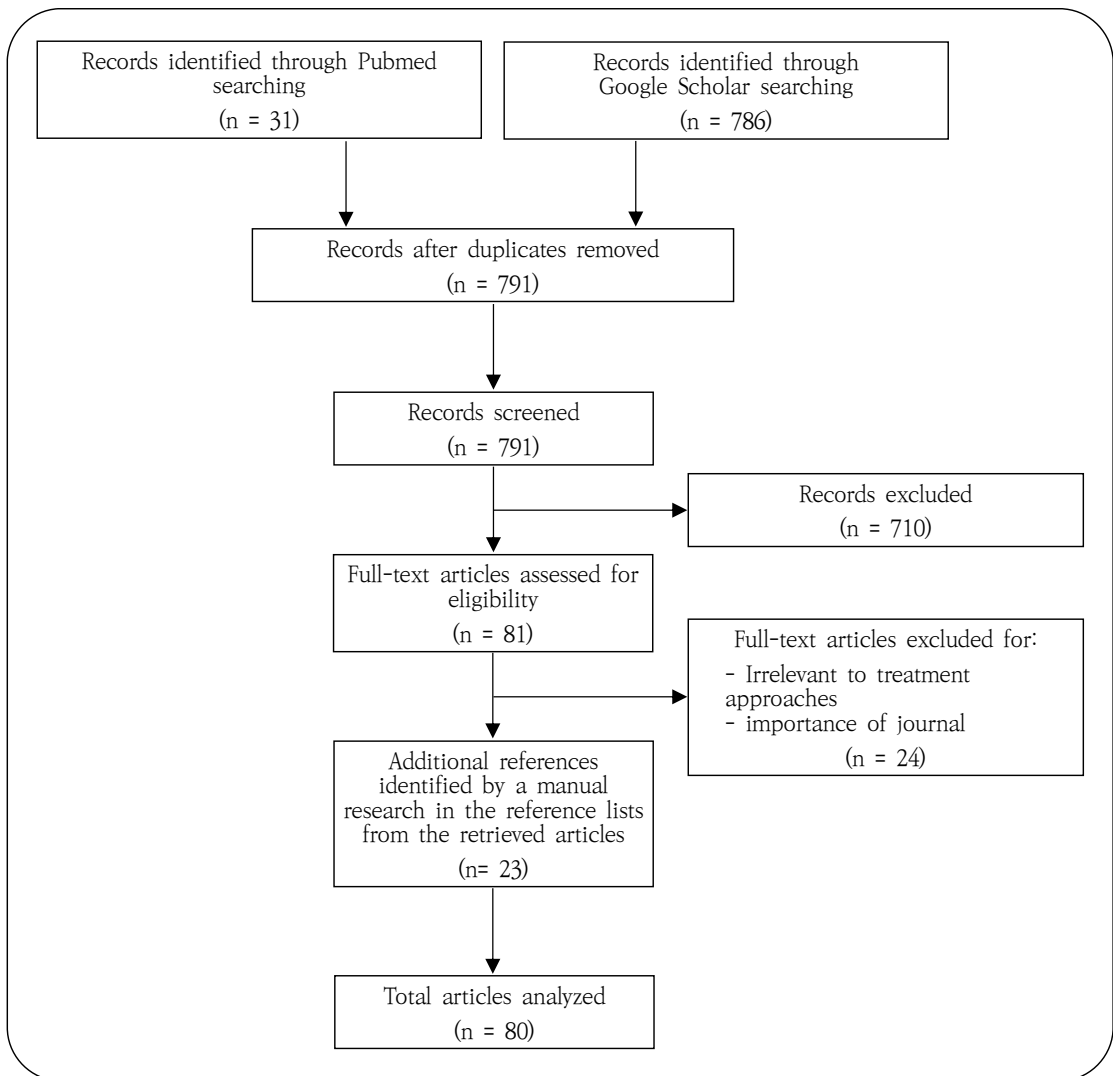 Records identified through Pubmed
searching
(n = 31)
Records identified through
Google Scholar searching
(n = 786)
Records after duplicates removed
(n = 791)
Records screened
(n = 791)
Records excluded
(n = 710)
Full-text articles assessed for
eligibility
(n = 81)
Full-text articles excluded for:
- Irrelevant to treatment
approaches
- importance of journal
(n = 24)
Additional references
identified by a manual
research in the reference lists
from the retrieved articles
(n= 23)
Total articles analyzed
(n = 80)